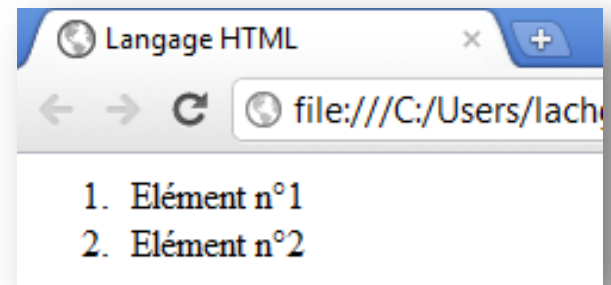 Langage HTML
file:///C:/Users/lach
1. Elément n°1
2. Elément n°2